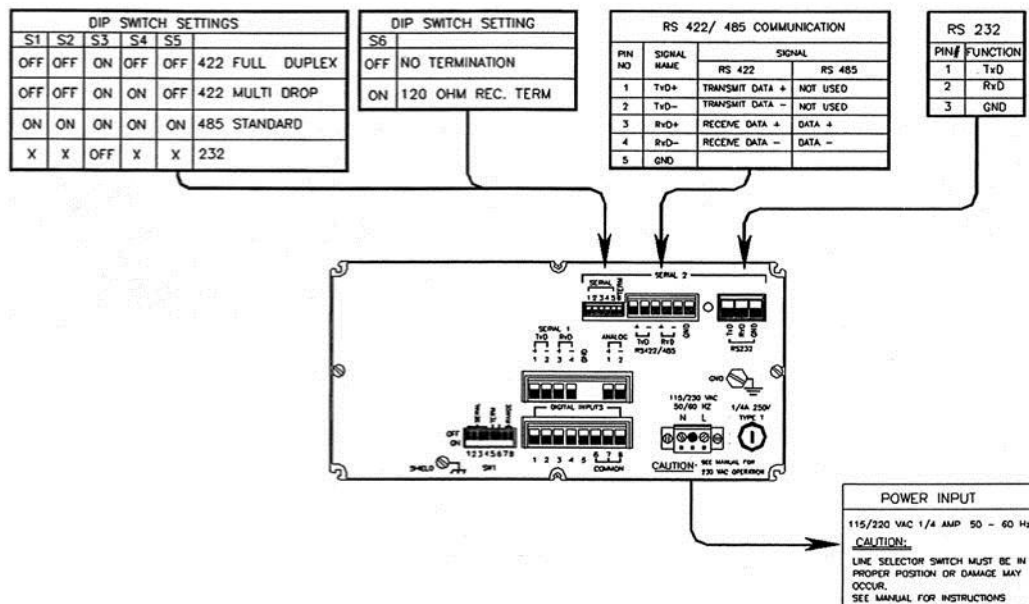 DIP SWITCH SETTINGS
S1 S2 S3 S4 S5
OFF OFF ON OFF OFF 422 FULL DUPLEX
OFF OFF ON ON OFF 422 MULTI DROP
ON ON ON ON ON 485 STANDARD
X X OFF X X 232
DIP SWITCH SETTING
S6
OFF NO TERMINATION
ON 120 OHM REC. TERM
RS 422/ 485 COMMUNICATION
PIN NO SIGNAL NAME SIGNAL
RS 422 RS 485
1 TxD+ TRANSMIT DATA + NOT USED
2 TxD- TRANSMIT DATA - NOT USED
3 RxD+ RECEIVE DATA + DATA +
4 RxD- RECEIVE DATA - DATA -
5 GND
RS 232
PIN# FUNCTION
1 TxD
2 RxD
3 GND
SERIAL 2
SERIAL TERM
1 2 3 4 5 6
+ - + - GND
TxD RxD
RS422/485
TxD RxD GND
RS232
SERIAL 1
TxD RxD
+ - + - GND
1 2 3 4 5
ANALOG
+ -
1 2
GND
DIGITAL INPUTS
1 2 3 4 5 6 7 8
COMMON
115/230 VAC
50/60 HZ
N L
1/4A 250V
TYPE T
CAUTION: SEE MANUAL FOR
230 VAC OPERATION
SERIAL TERM RANGE
OFF
ON
1 2 3 4 5 6 7 8
SW1
SHIELD
POWER INPUT
115/220 VAC 1/4 AMP 50 - 60 Hz
CAUTION:
LINE SELECTOR SWITCH MUST BE IN
PROPER POSITION OR DAMAGE MAY
OCCUR.
SEE MANUAL FOR INSTRUCTIONS